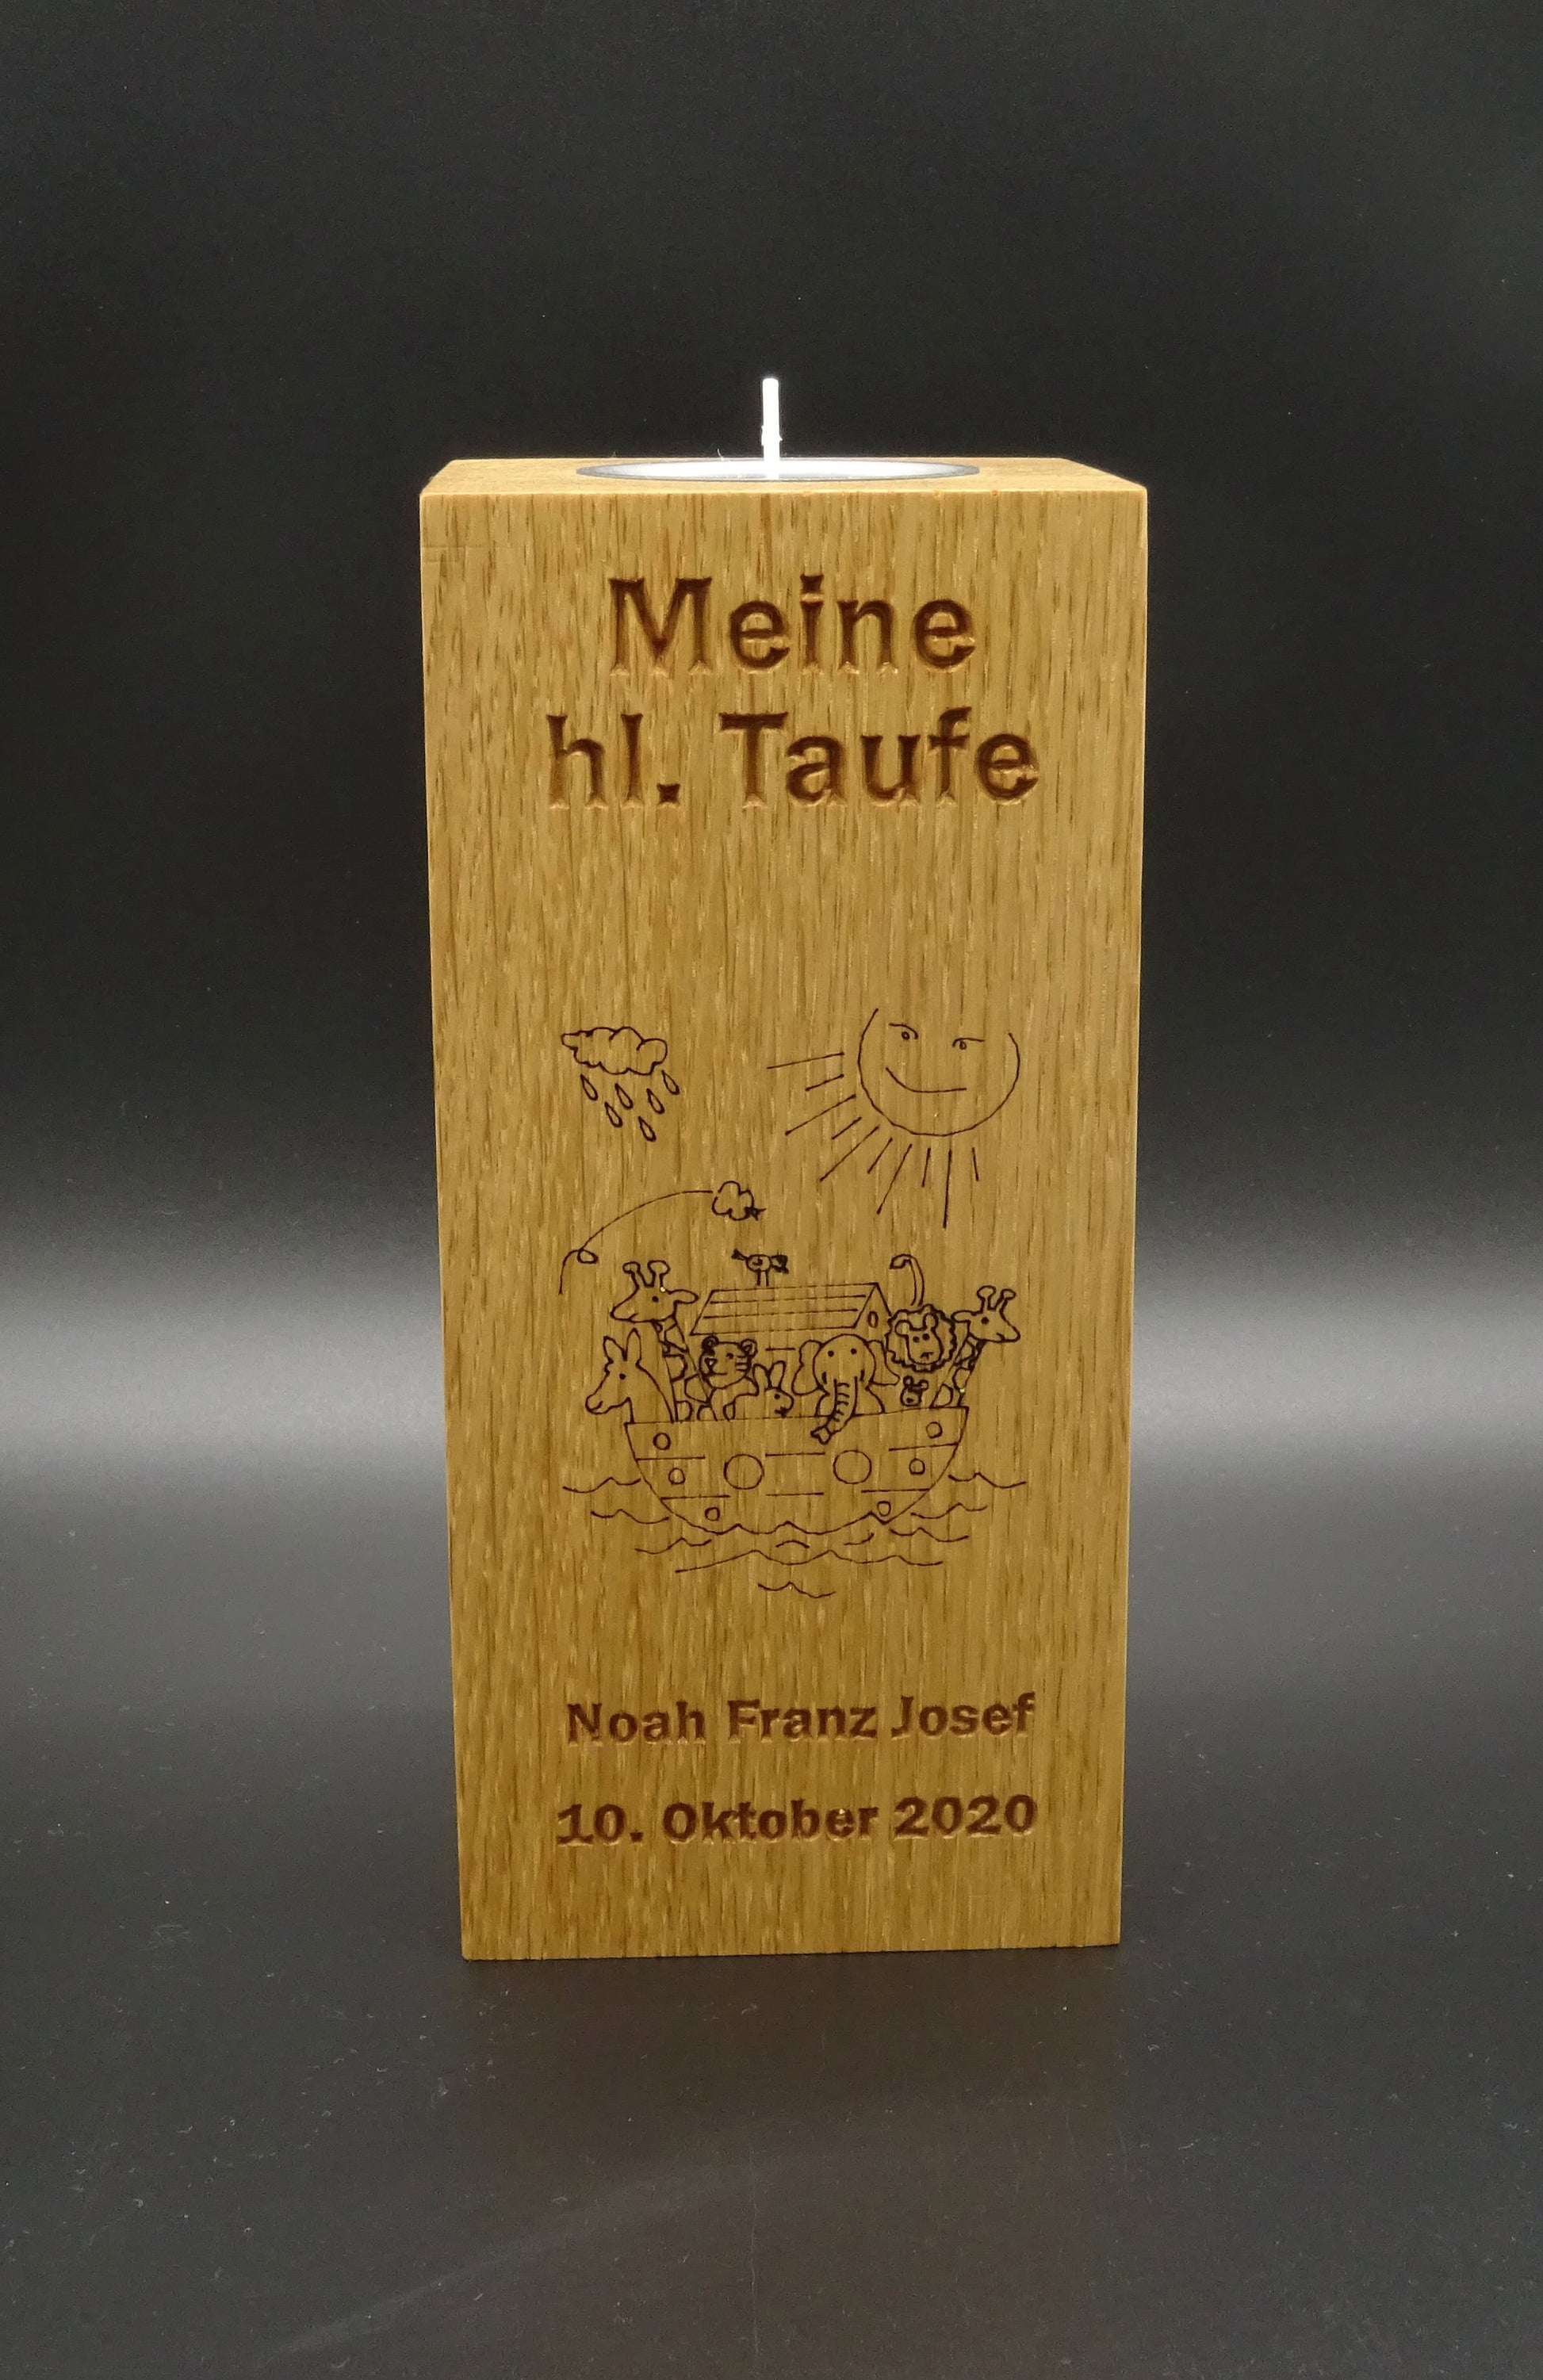 Meine
hl. Taufe
Noah Franz Josef
10. Oktober 2020